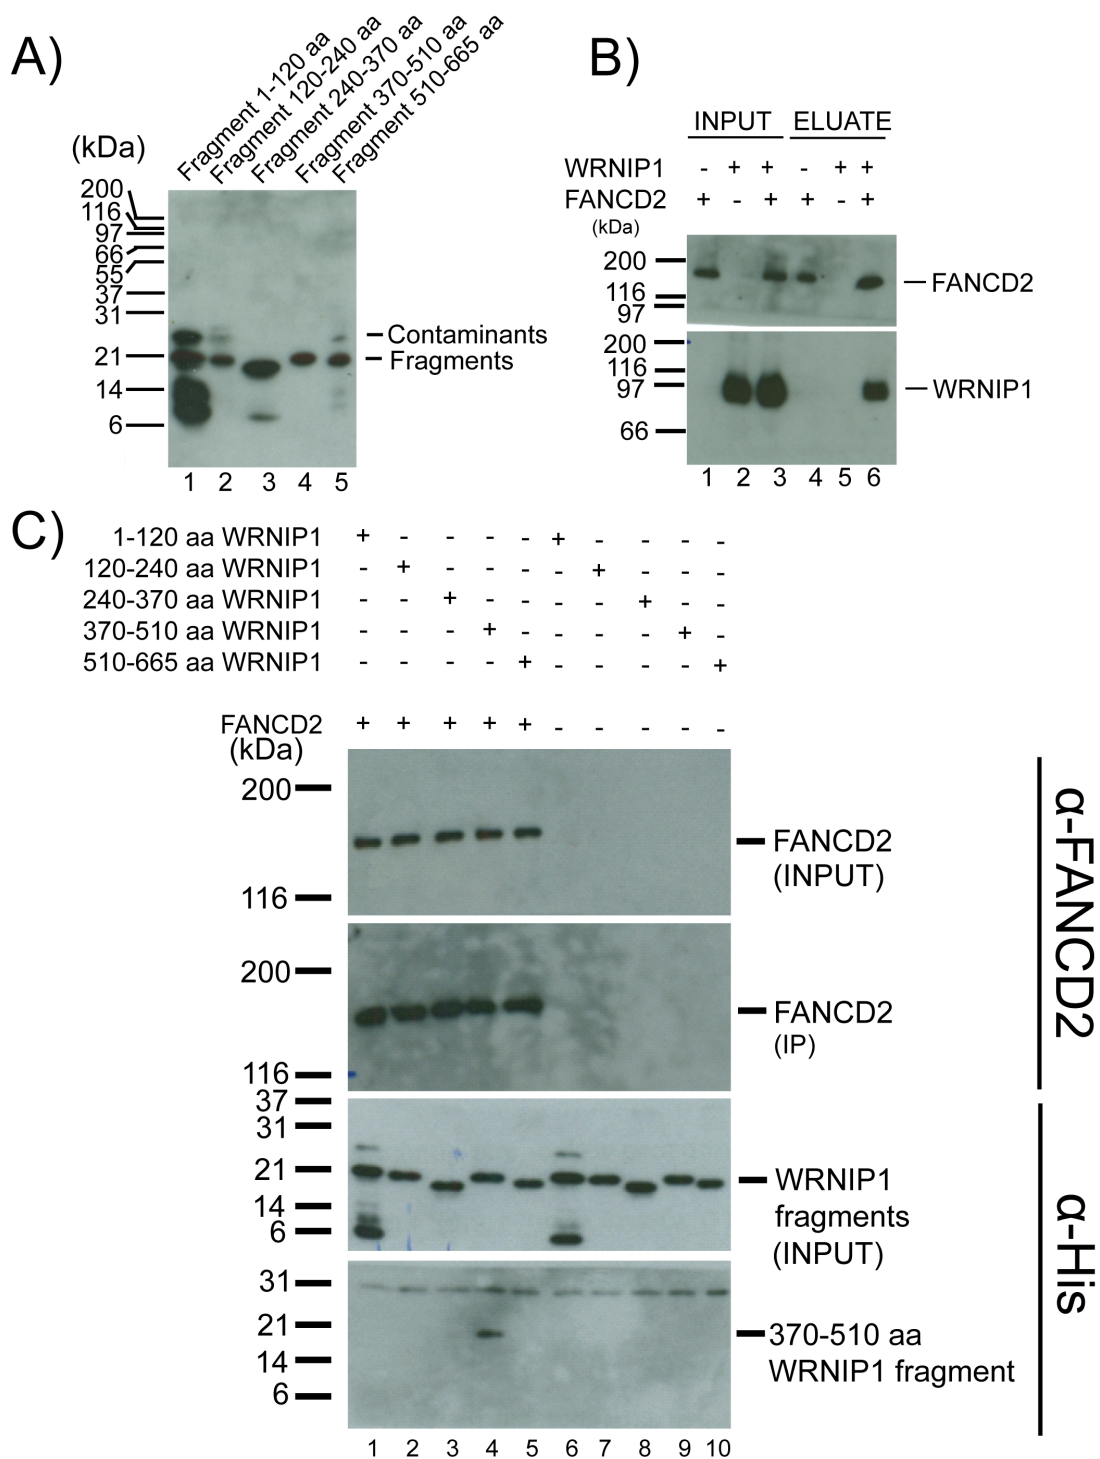 A)
Fragment 1-120 aa
Fragment 120-240 aa
Fragment 240-370 aa
Fragment 370-510 aa
Fragment 510-665 aa
(kDa)
200
116
97
66
55
37
31
21
14
6
Contaminants
Fragments
1 2 3 4 5
B)
INPUT ELUATE
WRNIP1 - + + - + +
FANCD2 + - + + - +
(kDa)
200
116
97
FANCD2
200
116
97
66
WRNIP1
1 2 3 4 5 6
C)
1-120 aa WRNIP1 + - - - - + - - - -
120-240 aa WRNIP1 - + - - - - + - - -
240-370 aa WRNIP1 - - + - - - - + - -
370-510 aa WRNIP1 - - - + - - - - + -
510-665 aa WRNIP1 - - - - + - - - - +
FANCD2 + + + + + - - - - -
(kDa)
200
116
FANCD2
(INPUT)
200
116
FANCD2
(IP)
α-FANCD2
37
31
21
14
6
WRNIP1
fragments
(INPUT)
31
21
14
6
370-510 aa
WRNIP1 fragment
α-His
1 2 3 4 5 6 7 8 9 10